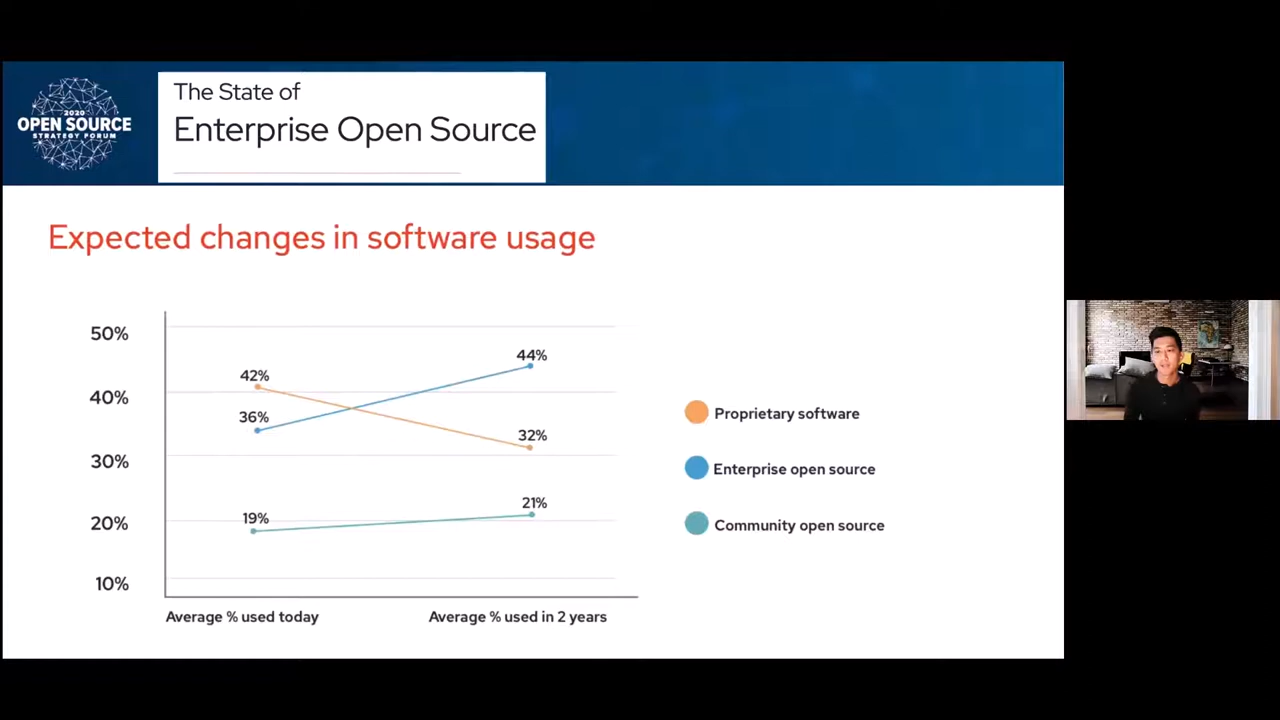 2020
OPEN SOURCE
STRATEGY FORUM
The State of
Enterprise Open Source
Expected changes in software usage
50%
40%
30%
20%
10%
42%
36%
19%
44%
32%
21%
Average % used today
Average % used in 2 years
Proprietary software
Enterprise open source
Community open source